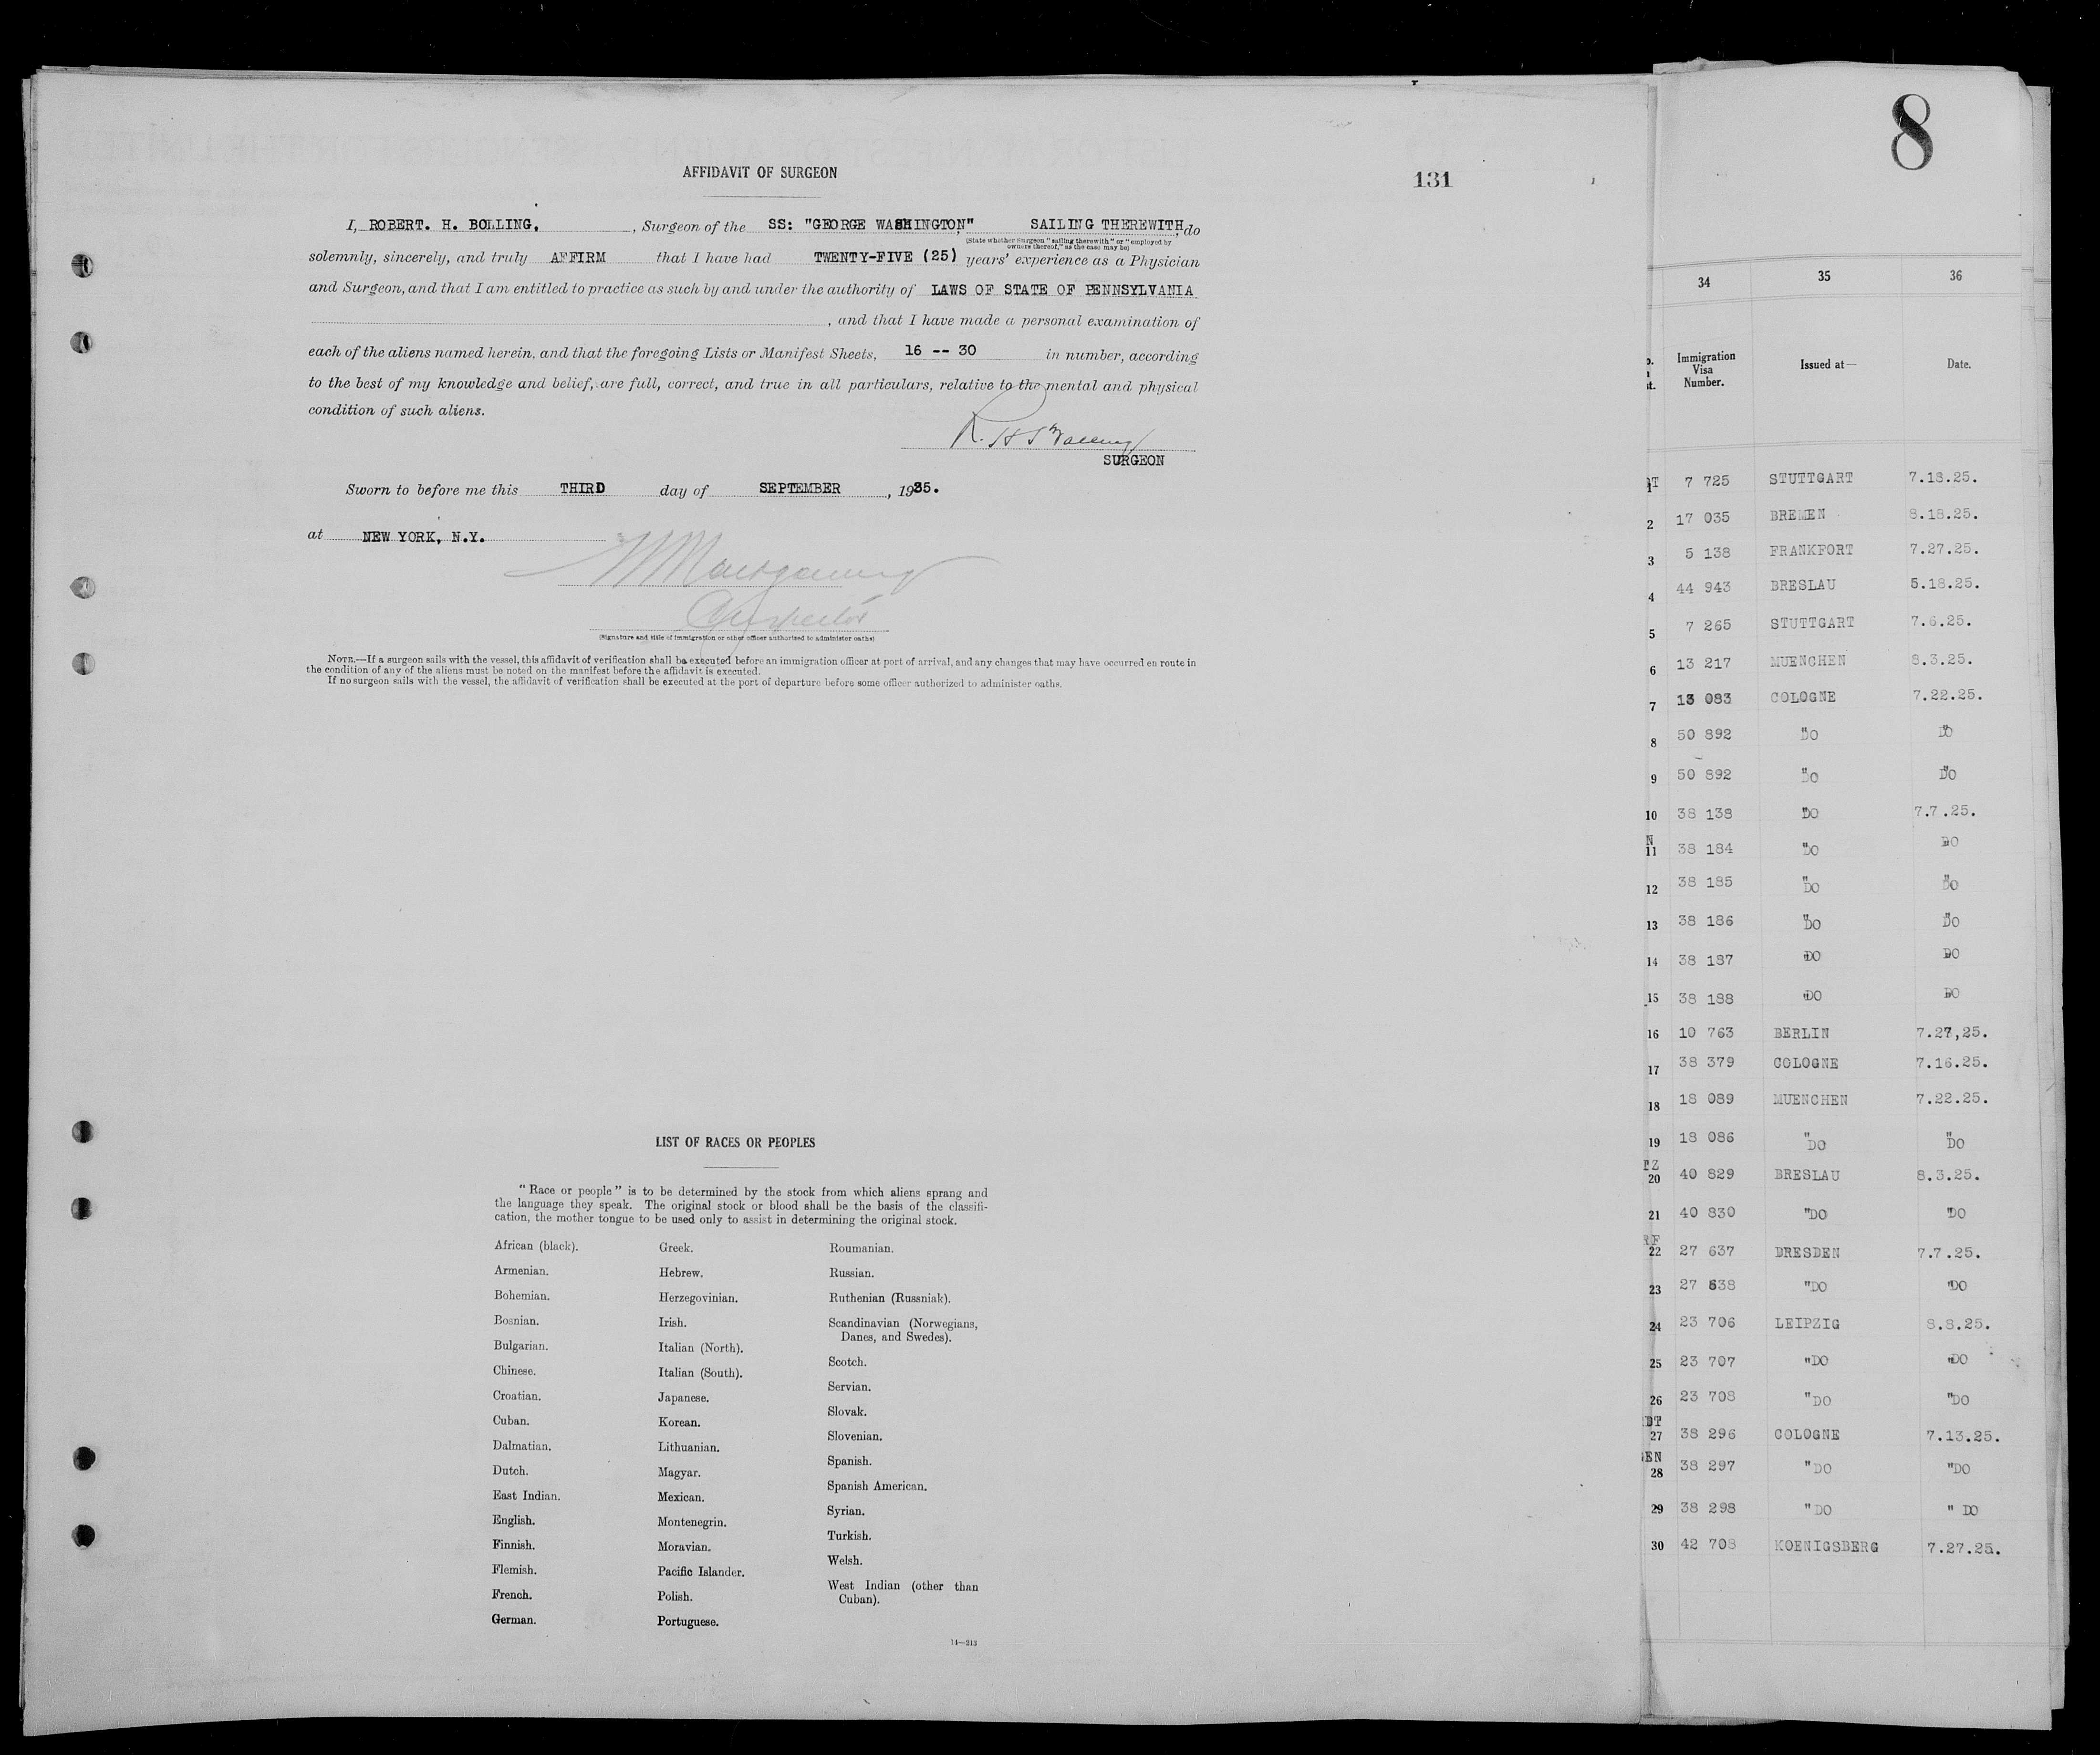 8
AFFIDAVIT OF SURGEON
131
I, ROBERT. H. BOLLING. , Surgeon of the SS: "GEORGE WASHINGTON" SAILING THEREWITH, do
(State whether Surgeon "sailing therewith" or "employed by
owners thereof," as the case may be)
solemnly, sincerely, and truly AFFIRM that I have had TWENTY-FIVE (25) years' experience as a Physician
and Surgeon, and that I am entitled to practice as such by and under the authority of LAWS OF STATE OF PENNSYLVANIA
, and that I have made a personal examination of
each of the aliens named herein, and that the foregoing Lists or Manifest Sheets, 16 -- 30 in number, according
to the best of my knowledge and belief, are full, correct, and true in all particulars, relative to the mental and physical
condition of such aliens.
R. H. Bolling
SURGEON
Sworn to before me this THIRD day of SEPTEMBER , 1925.
at NEW YORK, N.Y.
Montgomery
Inspector
(Signature and title of immigration or other officer authorized to administer oaths)
NOTE.—If a surgeon sails with the vessel, this affidavit of verification shall be executed before an immigration officer at port of arrival, and any changes that may have occurred en route in
the condition of any of the aliens must be noted on the manifest before the affidavit is executed.
If no surgeon sails with the vessel, the affidavit of verification shall be executed at the port of departure before some officer authorized to administer oaths.
LIST OF RACES OR PEOPLES
"Race or people" is to be determined by the stock from which aliens sprang and
the language they speak. The original stock or blood shall be the basis of the classifi-
cation, the mother tongue to be used only to assist in determining the original stock.
African (black).
Armenian.
Bohemian.
Bosnian.
Bulgarian.
Chinese.
Croatian.
Cuban.
Dalmatian.
Dutch.
East Indian.
English.
Finnish.
Flemish.
French.
German.
Greek.
Hebrew.
Herzegovinian.
Irish.
Italian (North).
Italian (South).
Japanese.
Korean.
Lithuanian.
Magyar.
Mexican.
Montenegrin.
Moravian.
Pacific Islander.
Polish.
Portuguese.
Roumanian.
Russian.
Ruthenian (Russniak).
Scandinavian (Norwegians,
Danes, and Swedes).
Scotch.
Servian.
Slovak.
Slovenian.
Spanish.
Spanish American.
Syrian.
Turkish.
Welsh.
West Indian (other than
Cuban).
14—213
34 35 36
Immigration
Visa
Number.
Issued at—
Date.
1 7 725 STUTTGART 7.18.25.
2 17 035 BREMEN 8.18.25.
3 5 138 FRANKFORT 7.27.25.
4 44 943 BRESLAU 5.18.25.
5 7 265 STUTTGART 7.6.25.
6 13 217 MUENCHEN 8.3.25.
7 13 083 COLOGNE 7.22.25.
8 50 892 "DO "DO
9 50 892 "DO "DO
10 38 138 "DO 7.7.25.
11 38 184 "DO DO
12 38 185 "DO "DO
13 38 186 "DO "DO
14 38 187 "DO DO
15 38 188 "DO DO
16 10 763 BERLIN 7.27,25.
17 38 379 COLOGNE 7.16.25.
18 18 089 MUENCHEN 7.22.25.
19 18 086 "DO "DO
TZ
20 40 829 BRESLAU 8.3.25.
21 40 830 "DO "DO
RF
22 27 637 DRESDEN 7.7.25.
23 27 638 "DO "DO
24 23 706 LEIPZIG 8.8.25.
25 23 707 "DO "DO
26 23 708 "DO "DO
DT
27 38 296 COLOGNE 7.13.25.
EN
28 38 297 "DO "DO
29 38 298 "DO " DO
30 42 708 KOENIGSBERG 7.27.25.